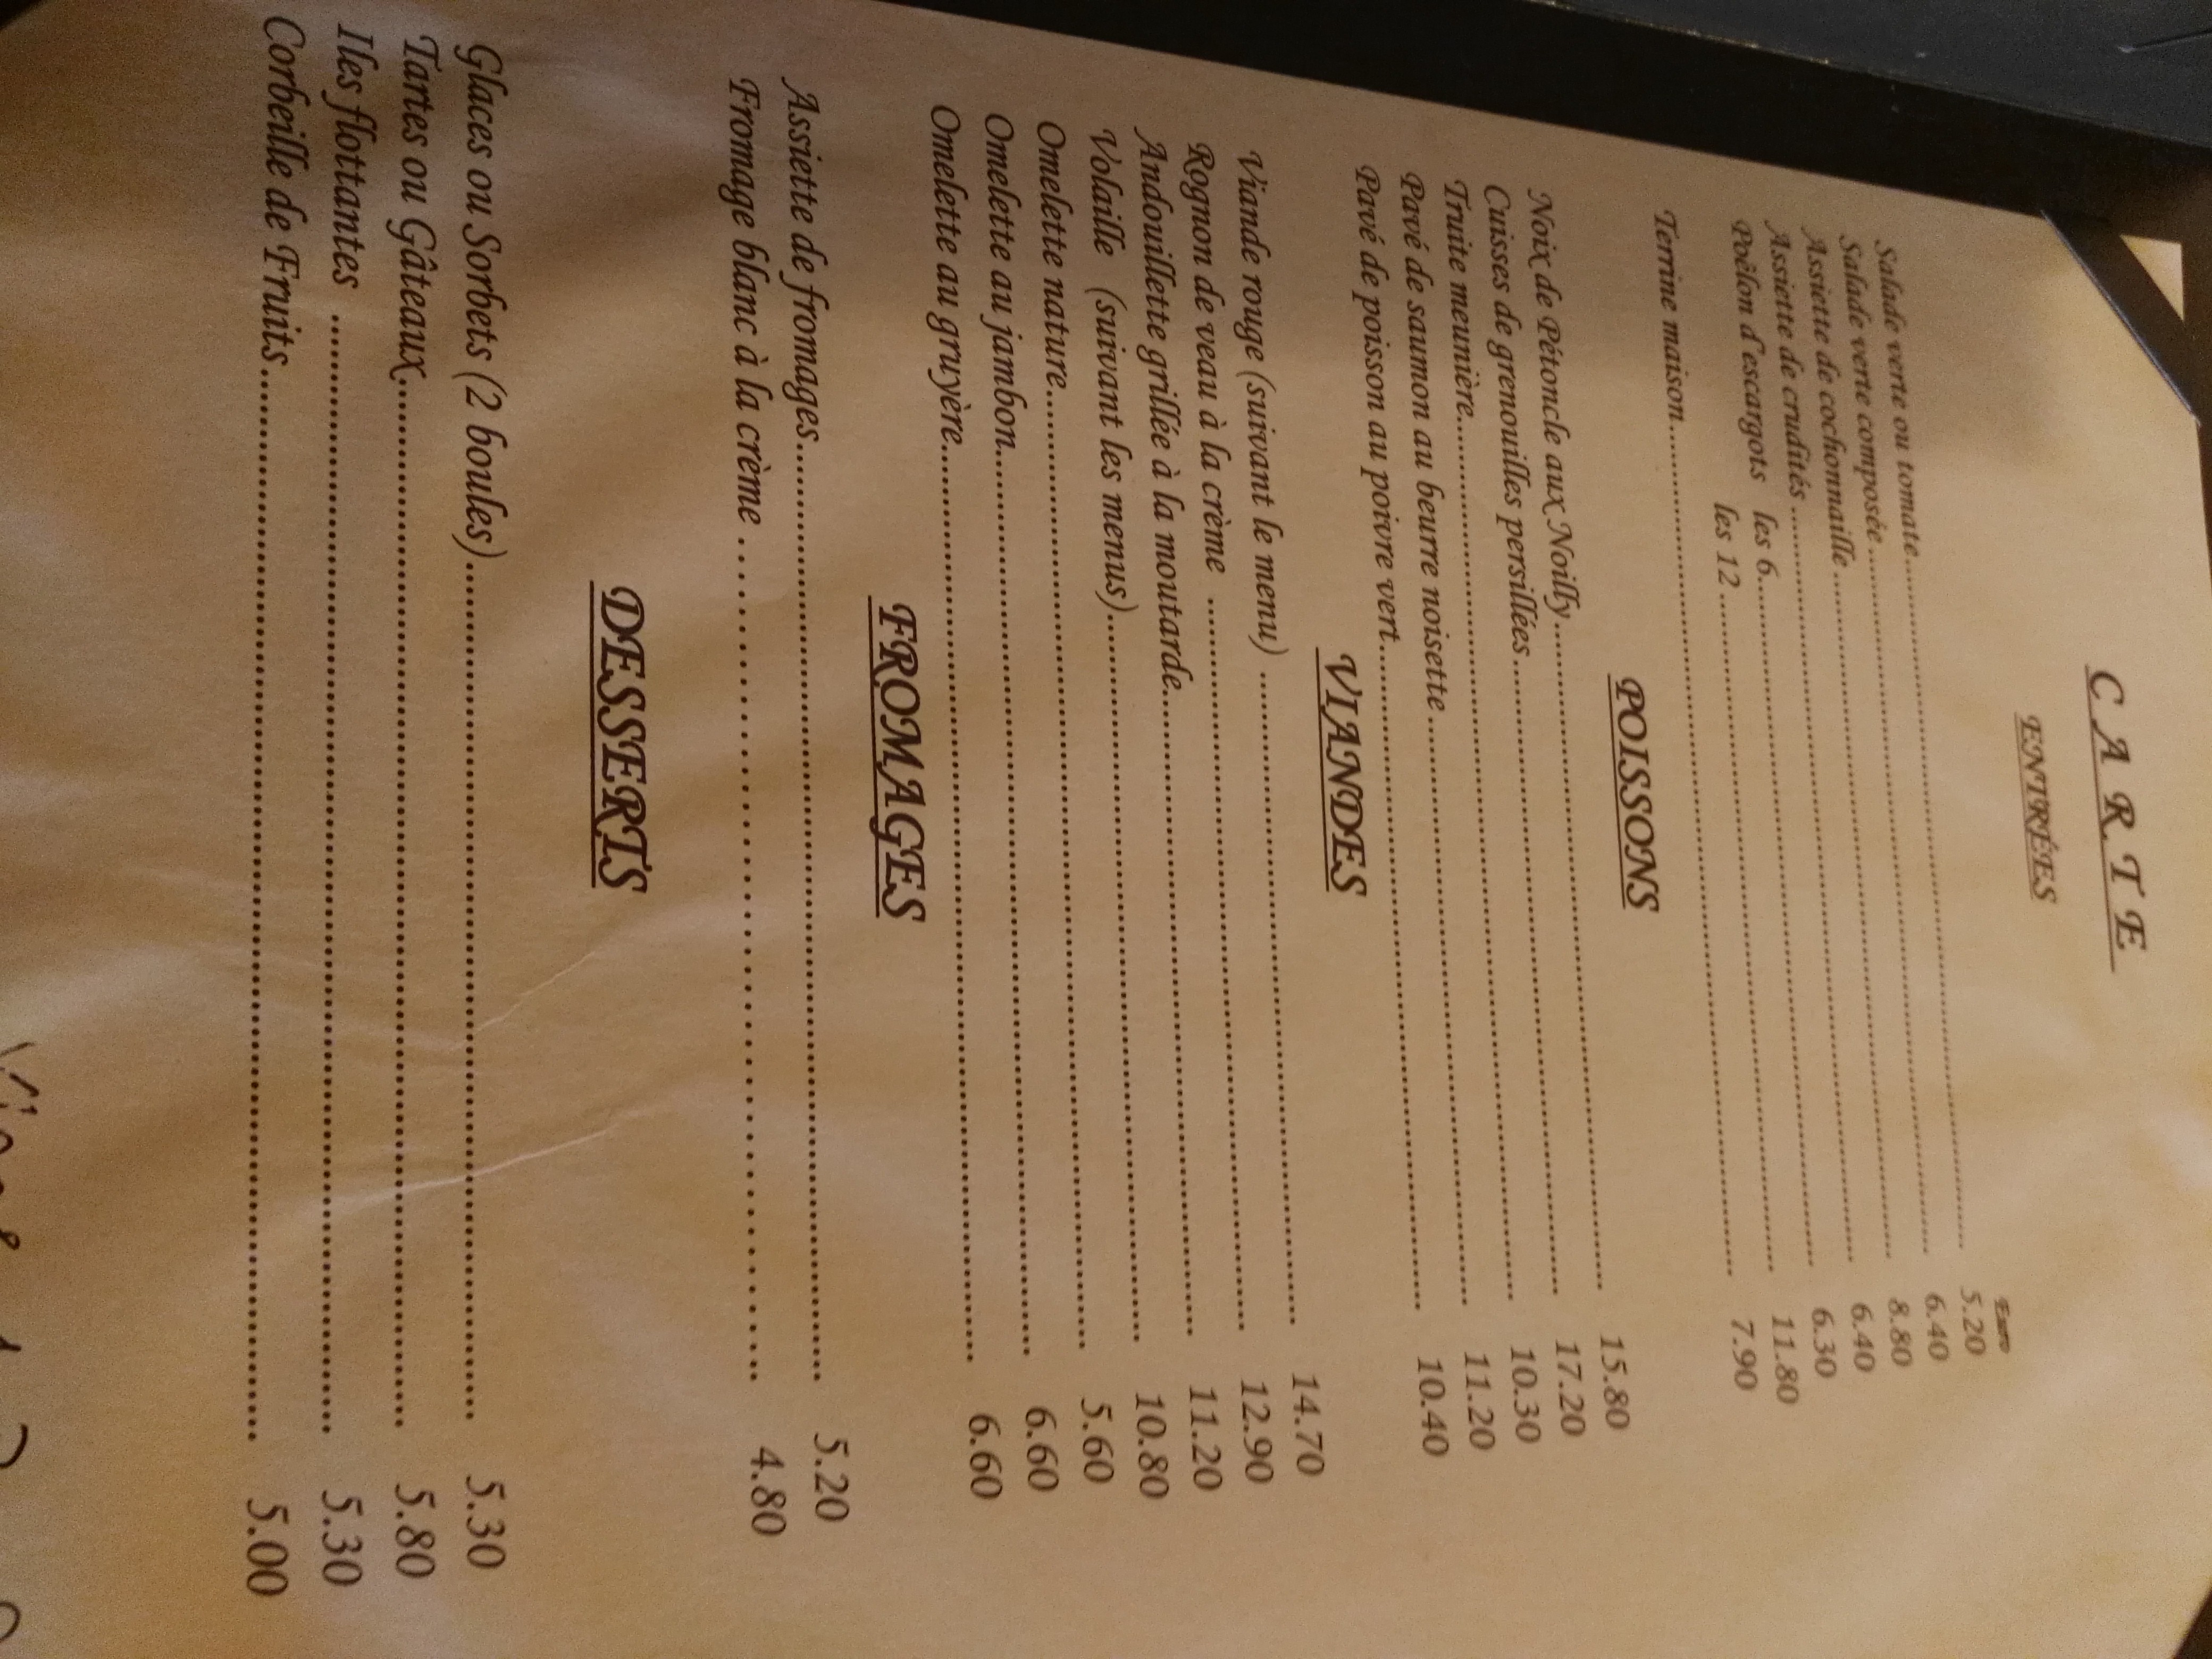 C A R T E
ENTRÉES
Euro
Salade verte ou tomate 5.20
Salade verte composée 6.40
Assiette de cochonnaille 8.80
Assiette de crudités 6.40
Poêlon d'escargots les 6 6.30
les 12 11.80
Terrine maison 7.90
POISSONS
Noix de Pétoncle aux Noilly 15.80
Cuisses de grenouilles persillées 17.20
Truite meunière 10.30
Pavé de saumon au beurre noisette 11.20
Pavé de poisson au poivre vert 10.40
VIANDES
Viande rouge (suivant le menu) 14.70
Rognon de veau à la crème 12.90
Andouillette grillée à la moutarde 11.20
Volaille (suivant les menus) 10.80
Omelette nature 5.60
Omelette au jambon 6.60
Omelette au gruyère 6.60
FROMAGES
Assiette de fromages 5.20
Fromage blanc à la crème 4.80
DESSERTS
Glaces ou Sorbets (2 boules) 5.30
Tartes ou Gâteaux 5.80
Iles flottantes 5.30
Corbeille de Fruits 5.00